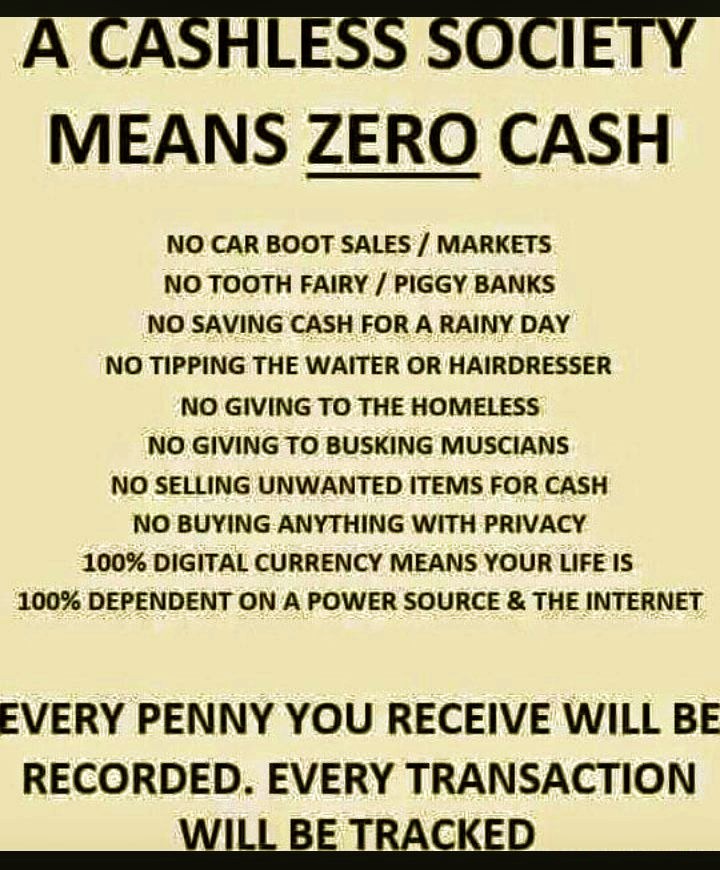 A CASHLESS SOCIETY
MEANS ZERO CASH
NO CAR BOOT SALES / MARKETS
NO TOOTH FAIRY / PIGGY BANKS
NO SAVING CASH FOR A RAINY DAY
NO TIPPING THE WAITER OR HAIRDRESSER
NO GIVING TO THE HOMELESS
NO GIVING TO BUSKING MUSCIANS
NO SELLING UNWANTED ITEMS FOR CASH
NO BUYING ANYTHING WITH PRIVACY
100% DIGITAL CURRENCY MEANS YOUR LIFE IS
100% DEPENDENT ON A POWER SOURCE & THE INTERNET
EVERY PENNY YOU RECEIVE WILL BE
RECORDED. EVERY TRANSACTION
WILL BE TRACKED